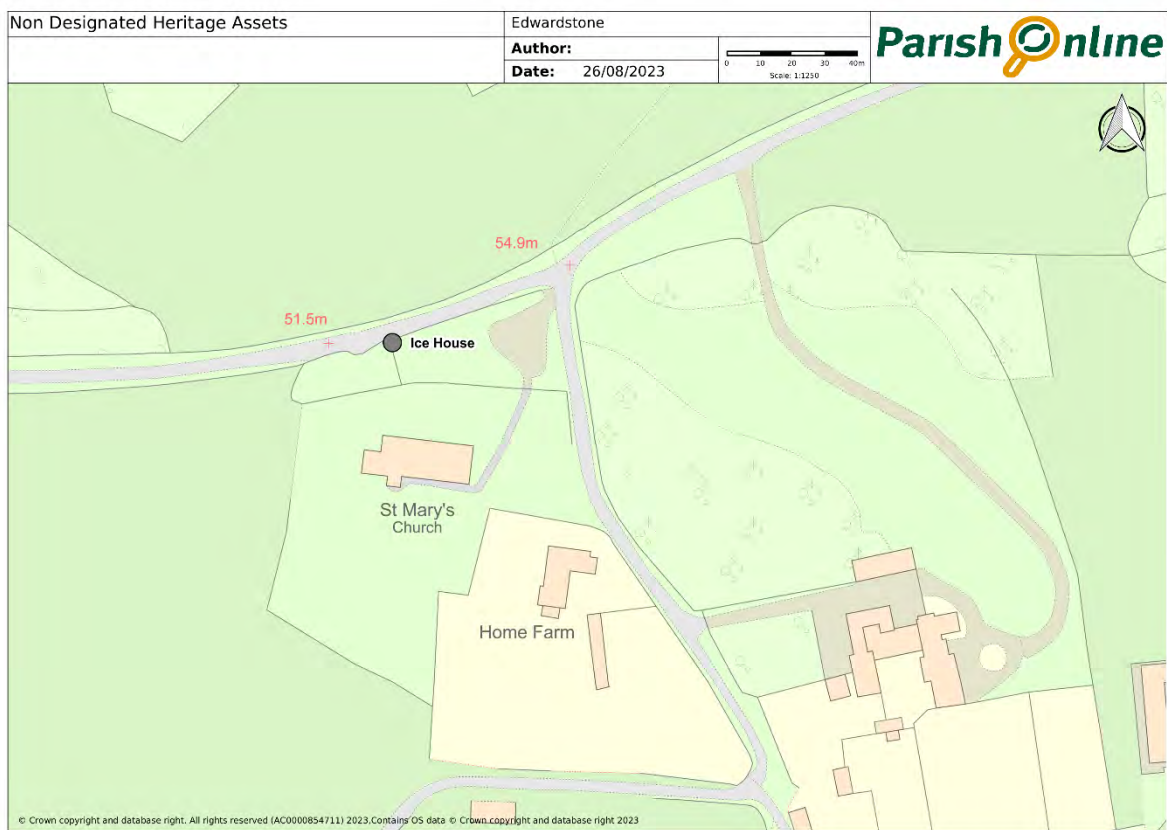 Non Designated Heritage Assets
Edwardstone
Author:
Date: 26/08/2023
0 10 20 30 40m
Scale: 1:1250
Parish Online
54.9m
51.5m
Ice House
St Mary's
Church
Home Farm
© Crown copyright and database right. All rights reserved (AC0000854711) 2023.Contains OS data © Crown copyright and database right 2023